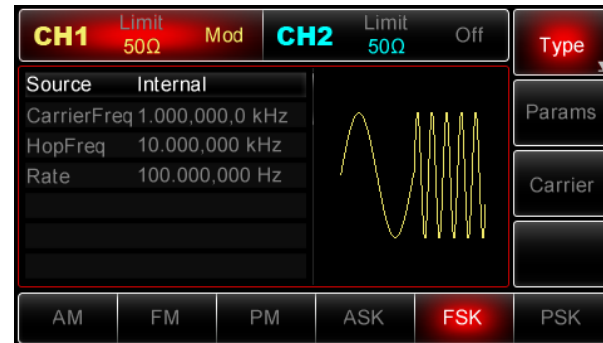 CH1 Limit 50Ω Mod CH2 Limit 50Ω Off Type
Source Internal
CarrierFreq 1.000,000,0 kHz
Params
HopFreq 10.000,000 kHz
Rate 100.000,000 Hz
Carrier
AM FM PM ASK FSK PSK